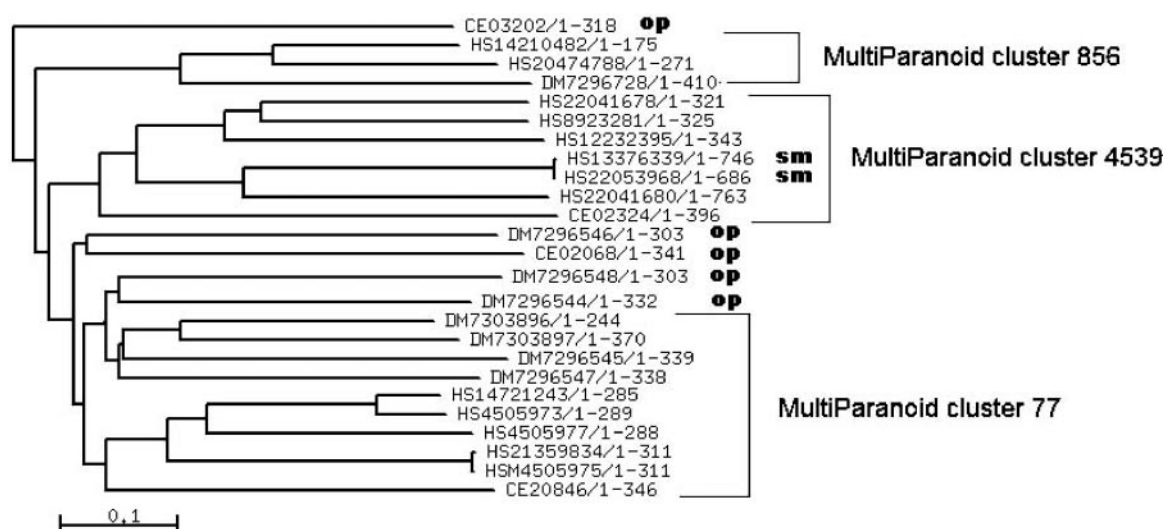 CE03202/1-318 op
HS14210482/1-175
HS20474788/1-271
MultiParanoid cluster 856
DM7296728/1-410
HS22041678/1-321
HS8923281/1-325
HS12232395/1-343
HS13376339/1-746 sm
MultiParanoid cluster 4539
HS22053968/1-686 sm
HS22041680/1-763
CE02324/1-396
DM7296546/1-303 op
CE02068/1-341 op
DM7296548/1-303 op
DM7296544/1-332 op
DM7303896/1-244
DM7303897/1-370
DM7296545/1-339
DM7296547/1-338
HS14721243/1-285
MultiParanoid cluster 77
HS4505973/1-289
HS4505977/1-288
HS21359834/1-311
HSM4505975/1-311
CE20846/1-346
0.1